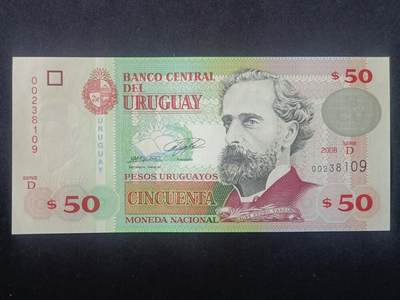 00238109
URUGUAY
SERIE
D
$ 50
BANCO CENTRAL
DEL
URUGUAY
PESOS URUGUAYOS
CINCUENTA
MONEDA NACIONAL
$ 50
2008
SERIE
D
00238109
$ 50